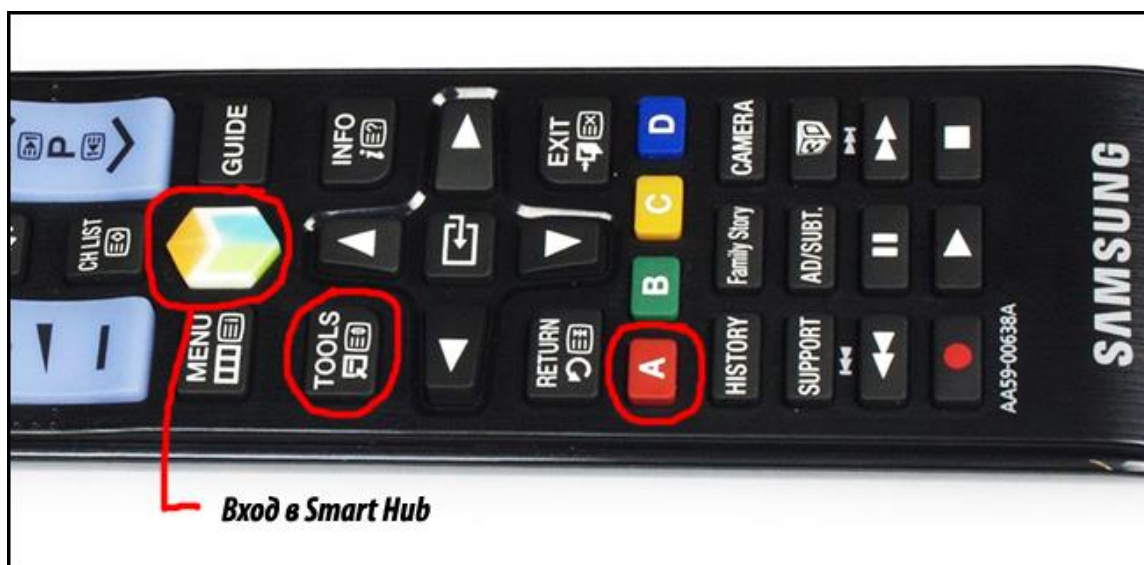 P
GUIDE
CH LIST
MENU
INFO
TOOLS
EXIT
RETURN
D
C
B
A
CAMERA
Family Story
HISTORY
3D
AD/SUBT.
SUPPORT
AA59-00638A
SAMSUNG
Вход в Smart Hub